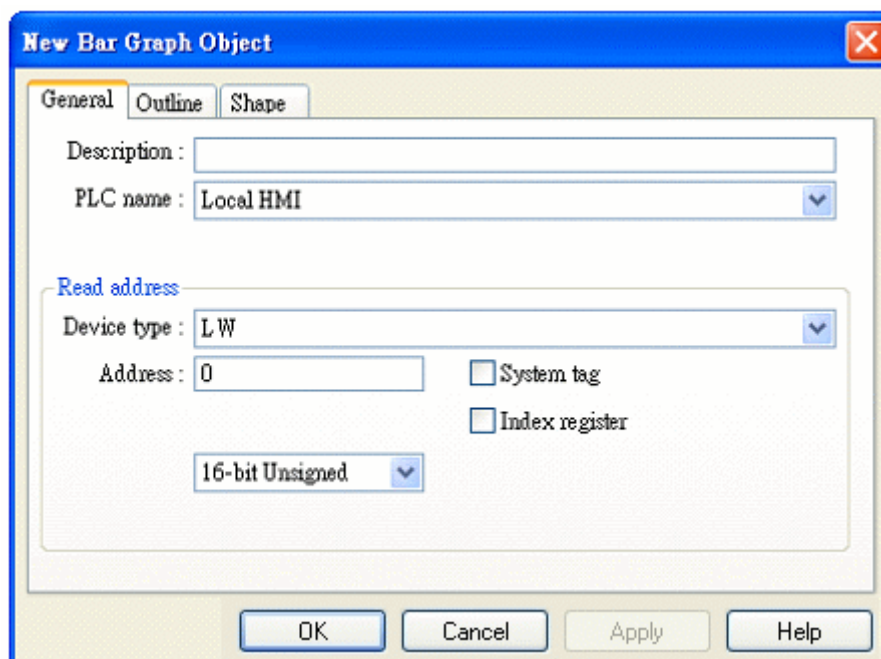 New Bar Graph Object
General Outline Shape
Description :
PLC name : Local HMI
Read address
Device type : LW
Address : 0 System tag
Index register
16-bit Unsigned
OK Cancel Apply Help